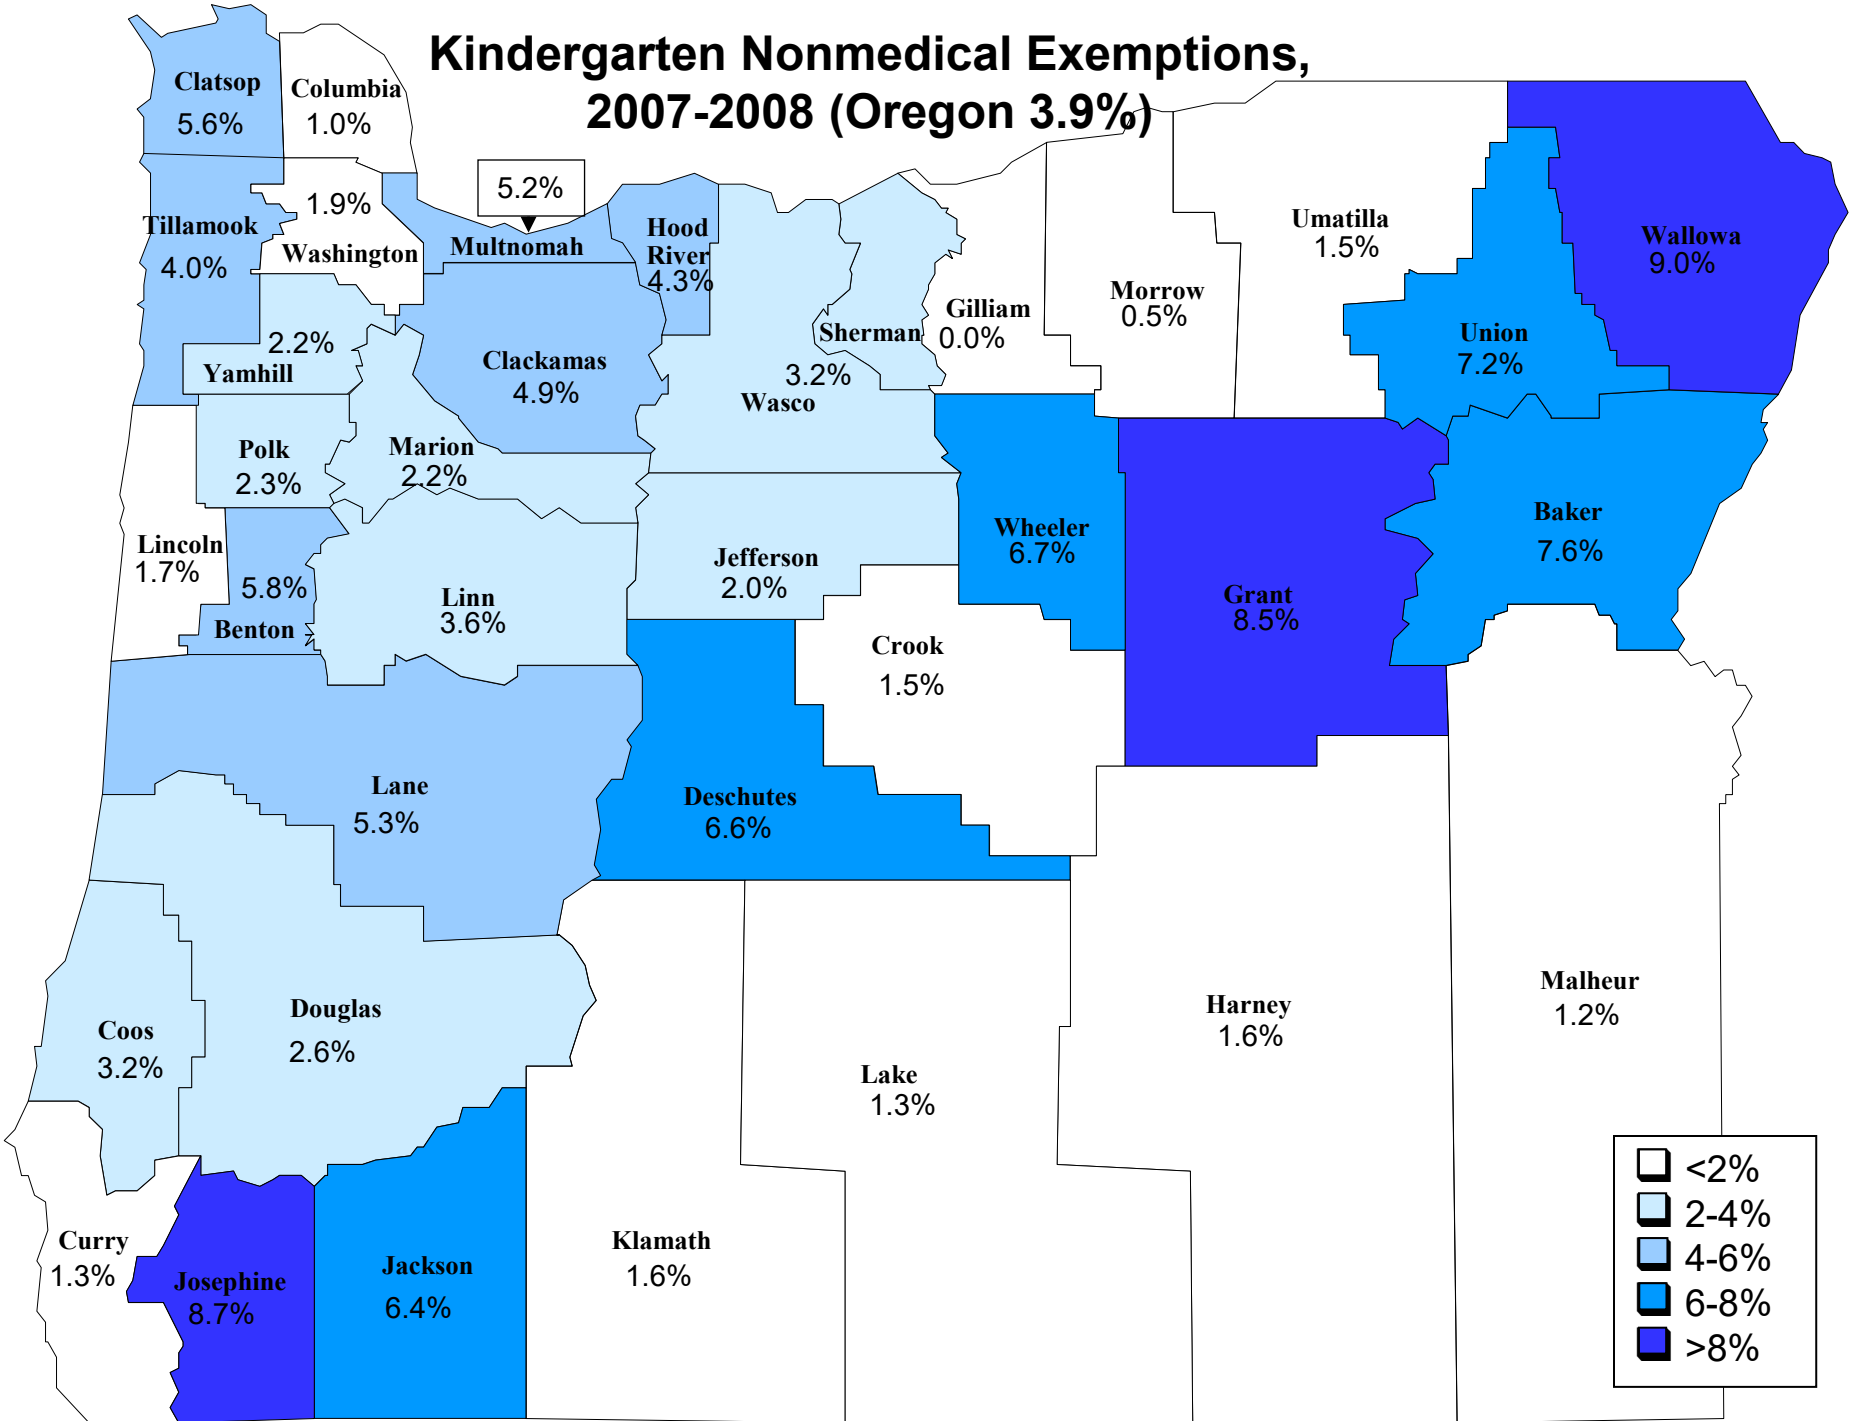 Kindergarten Nonmedical Exemptions,
2007-2008 (Oregon 3.9%)
Clatsop
5.6%
Columbia
1.0%
Tillamook
4.0%
1.9%
Washington
5.2%
Multnomah
Hood
River
4.3%
2.2%
Yamhill
Clackamas
4.9%
3.2%
Wasco
Sherman
Gilliam
0.0%
Morrow
0.5%
Umatilla
1.5%
Union
7.2%
Wallowa
9.0%
Polk
2.3%
Marion
2.2%
Lincoln
1.7%
5.8%
Benton
Linn
3.6%
Jefferson
2.0%
Wheeler
6.7%
Grant
8.5%
Baker
7.6%
Crook
1.5%
Lane
5.3%
Deschutes
6.6%
Coos
3.2%
Douglas
2.6%
Lake
1.3%
Harney
1.6%
Malheur
1.2%
Curry
1.3%
Josephine
8.7%
Jackson
6.4%
Klamath
1.6%
<2%
2-4%
4-6%
6-8%
>8%